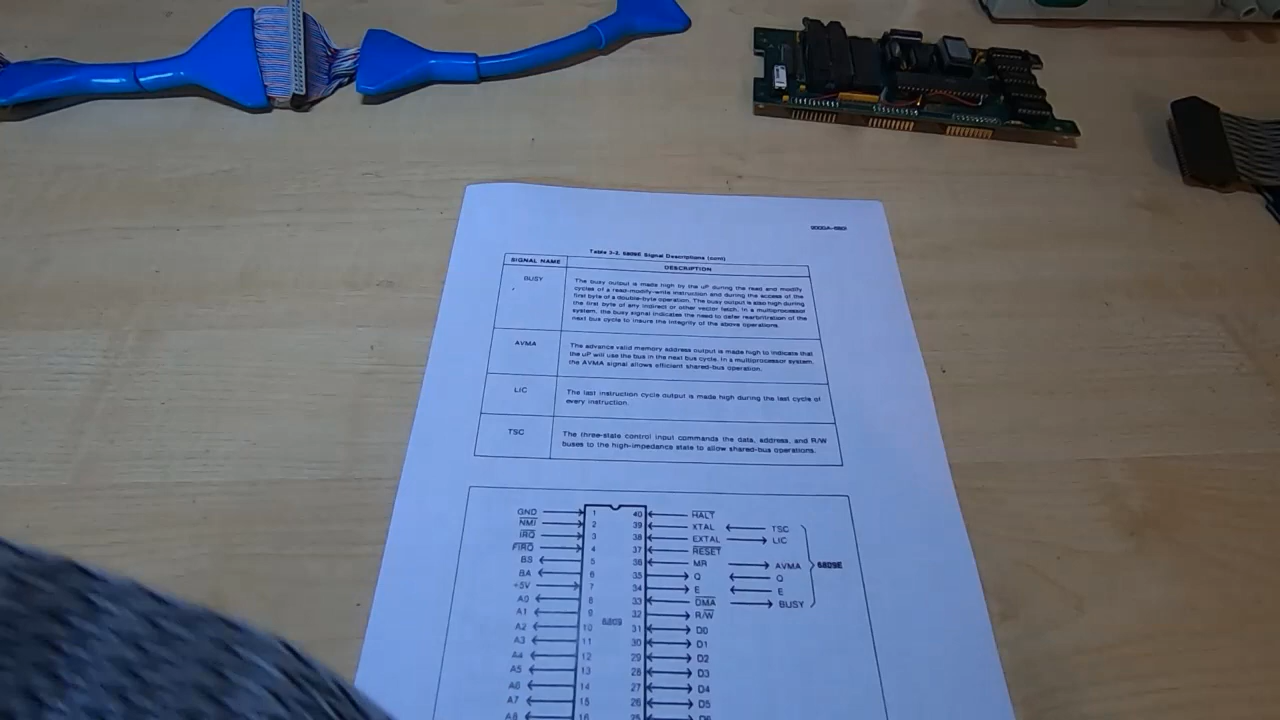 9000A-6809
Table 3-2. 6809E Signal Descriptions (cont)
SIGNAL NAME DESCRIPTION
BUSY The busy output is made high by the uP during the read and modify
cycles of a read-modify-write instruction and during the access of the
first byte of a double-byte operation. The busy output is also high during
the first byte of any indirect or other vector fetch. In a multiprocessor
system, the busy signal indicates the need to defer rearbitration of the
next bus cycle to insure the integrity of the above operations.
AVMA The advance valid memory address output is made high to indicate that
the uP will use the bus in the next bus cycle. In a multiprocessor system,
the AVMA signal allows efficient shared-bus operation.
LIC The last instruction cycle output is made high during the last cycle of
every instruction.
TSC The three-state control input commands the data, address, and R/W
buses to the high-impedance state to allow shared-bus operations.
GND 1 40 HALT
NMI 2 39 XTAL TSC
IRQ 3 38 EXTAL LIC
FIRQ 4 37 RESET
BS 5 36 MR AVMA 6809E
BA 6 35 Q Q
+5V 7 34 E E
A0 8 33 DMA BUSY
A1 9 32 R/W
A2 10 6809 31 D0
A3 11 30 D1
A4 12 29 D2
A5 13 28 D3
A6 14 27 D4
A7 15 26 D5
A8 16 25 D6